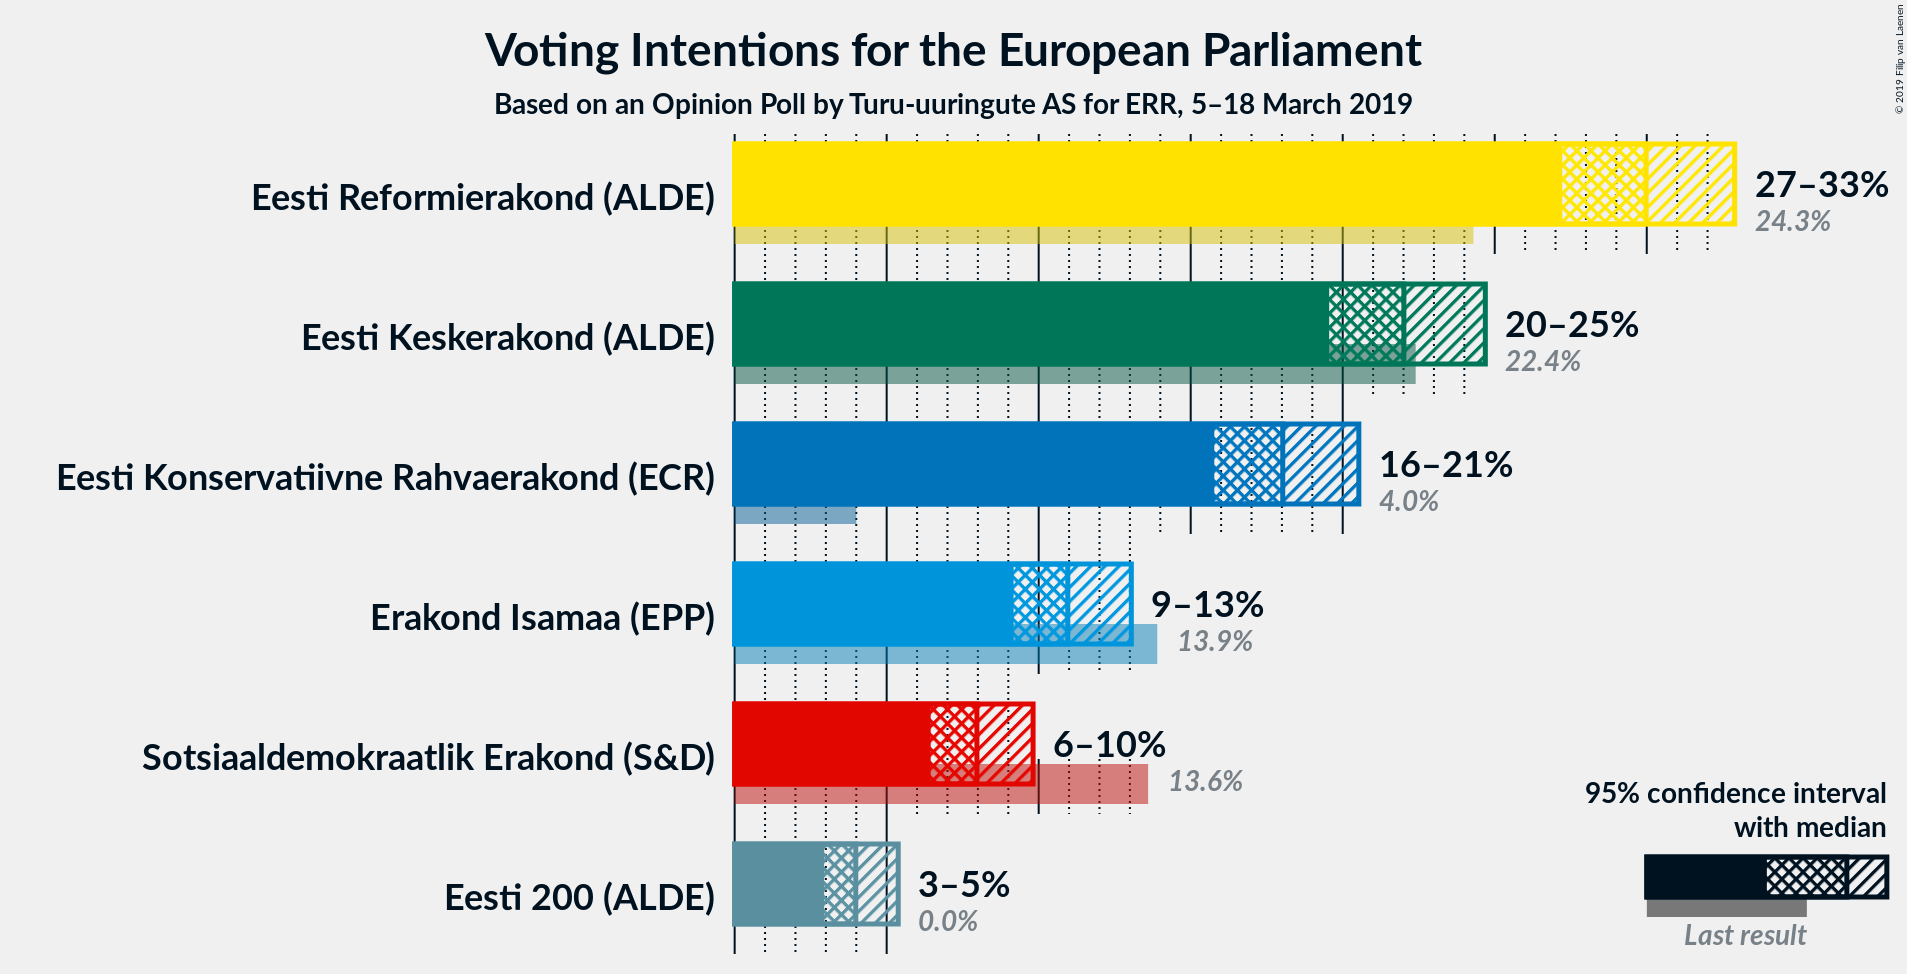 Voting Intentions for the European Parliament
Based on an Opinion Poll by Turu-uuringute AS for ERR, 5–18 March 2019
© 2019 Filip van Laenen
Eesti Reformierakond (ALDE)
27–33%
24.3%
Eesti Keskerakond (ALDE)
20–25%
22.4%
Eesti Konservatiivne Rahvaerakond (ECR)
16–21%
4.0%
Erakond Isamaa (EPP)
9–13%
13.9%
Sotsiaaldemokraatlik Erakond (S&D)
6–10%
13.6%
Eesti 200 (ALDE)
3–5%
0.0%
95% confidence interval
with median
Last result